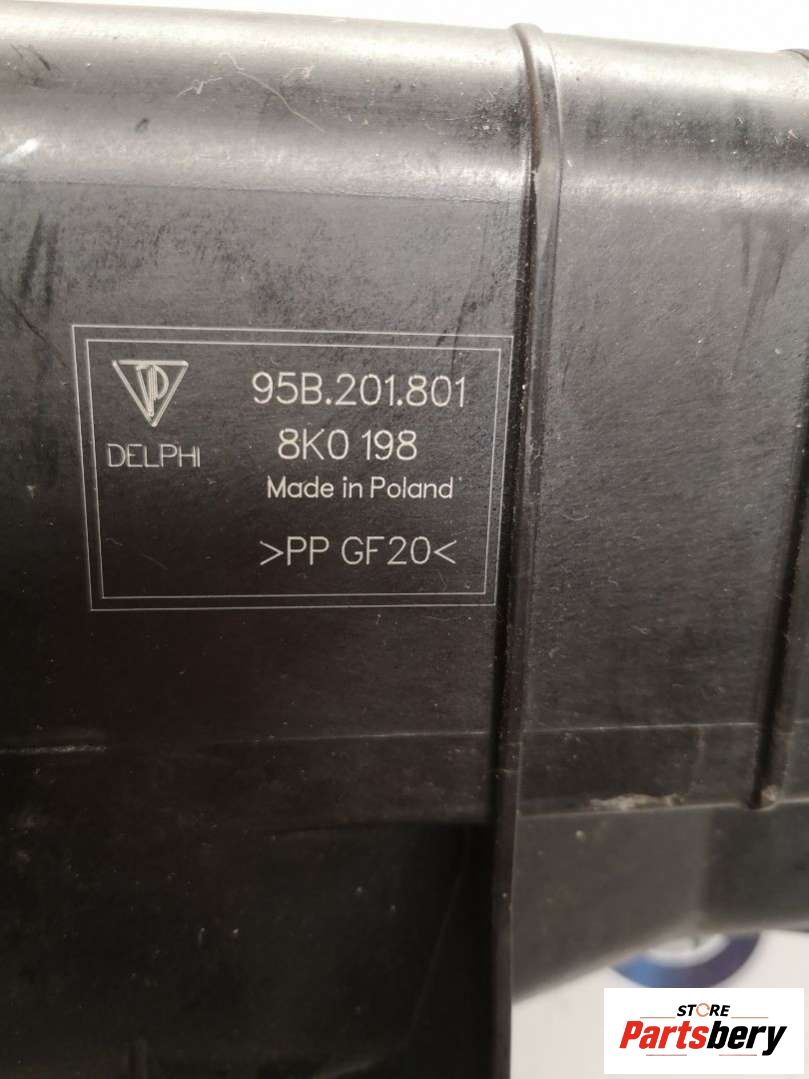 95B.201.801
DELPHI
8K0 198
Made in Poland
>PP GF20<
STORE
Partsbery